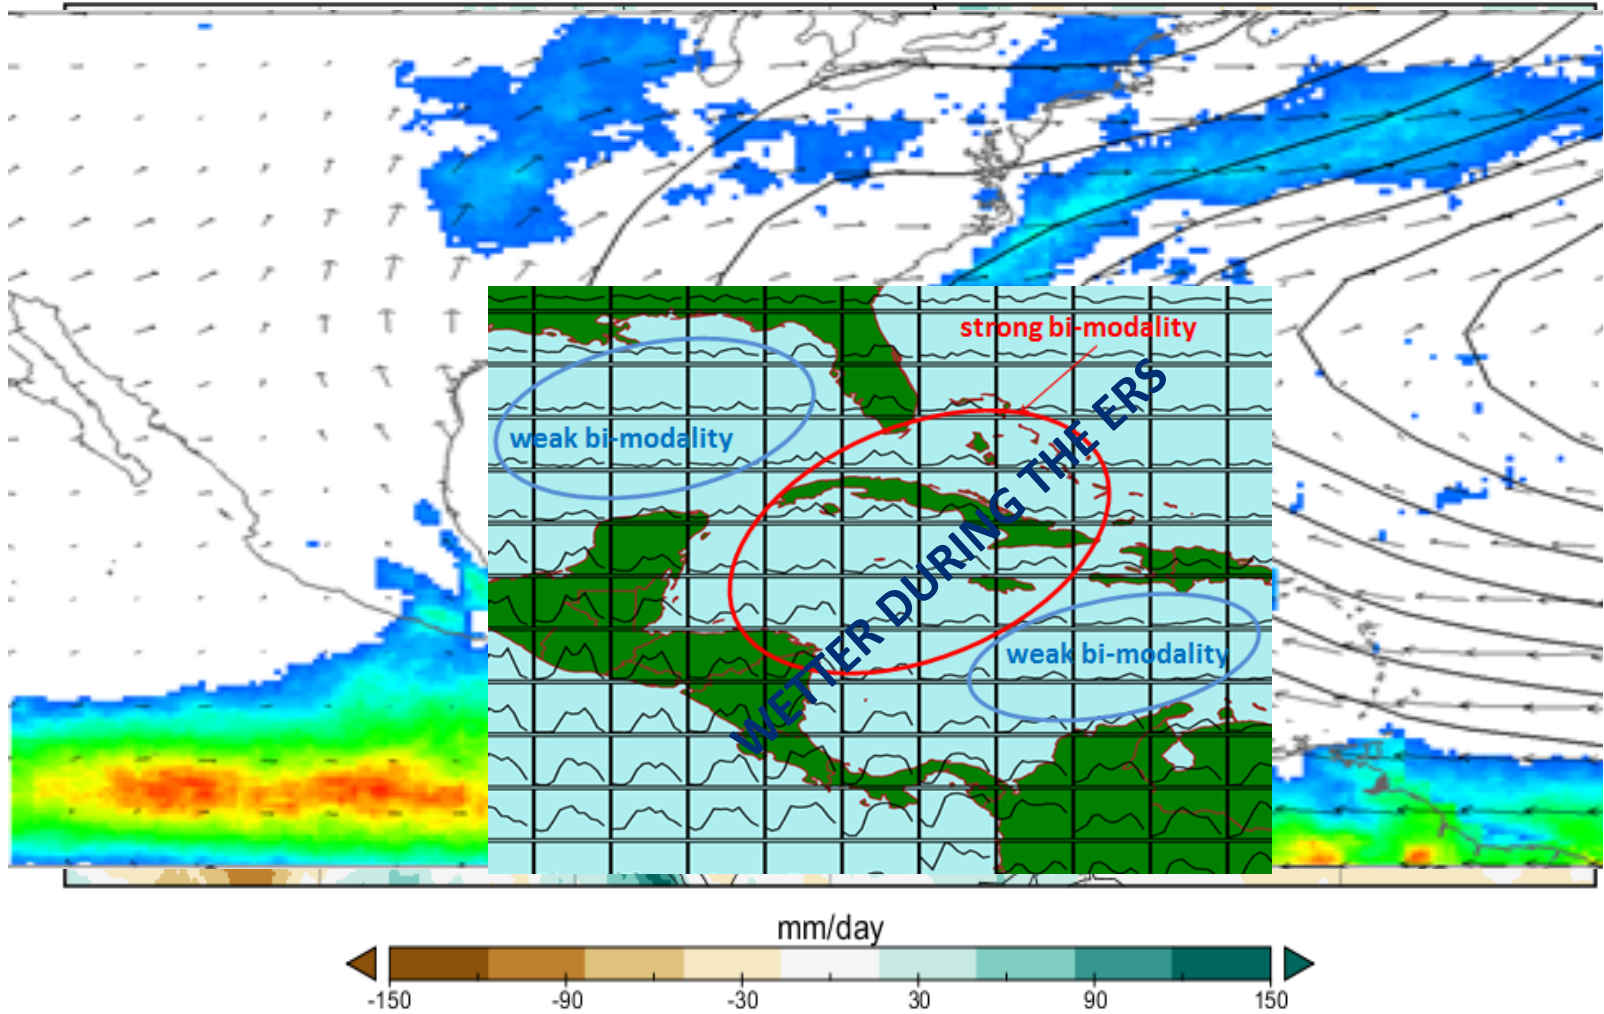 strong bi-modality
weak bi-modality
WETTER DURING THE ERS
weak bi-modality
mm/day
-150 -90 -30 30 90 150